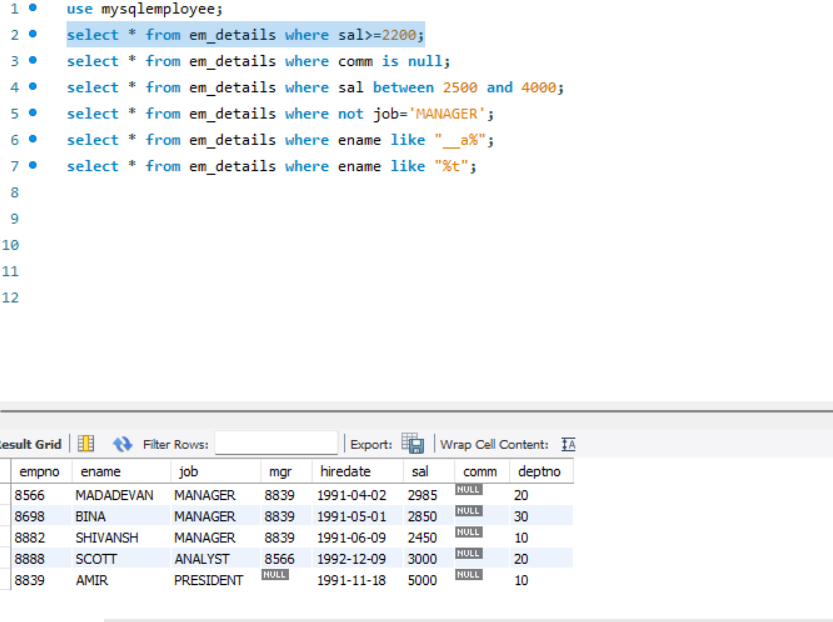 1 use mysqlemployee;
2 select * from em_details where sal>=2200;
3 select * from em_details where comm is null;
4 select * from em_details where sal between 2500 and 4000;
5 select * from em_details where not job='MANAGER';
6 select * from em_details where ename like "__a%";
7 select * from em_details where ename like "%t";
8
9
10
11
12
Result Grid Filter Rows: Export: Wrap Cell Content: IA
empno ename job mgr hiredate sal comm deptno
8566 MADADEVAN MANAGER 8839 1991-04-02 2985 NULL 20
8698 BINA MANAGER 8839 1991-05-01 2850 NULL 30
8882 SHIVANSH MANAGER 8839 1991-06-09 2450 NULL 10
8888 SCOTT ANALYST 8566 1992-12-09 3000 NULL 20
8839 AMIR PRESIDENT NULL 1991-11-18 5000 NULL 10